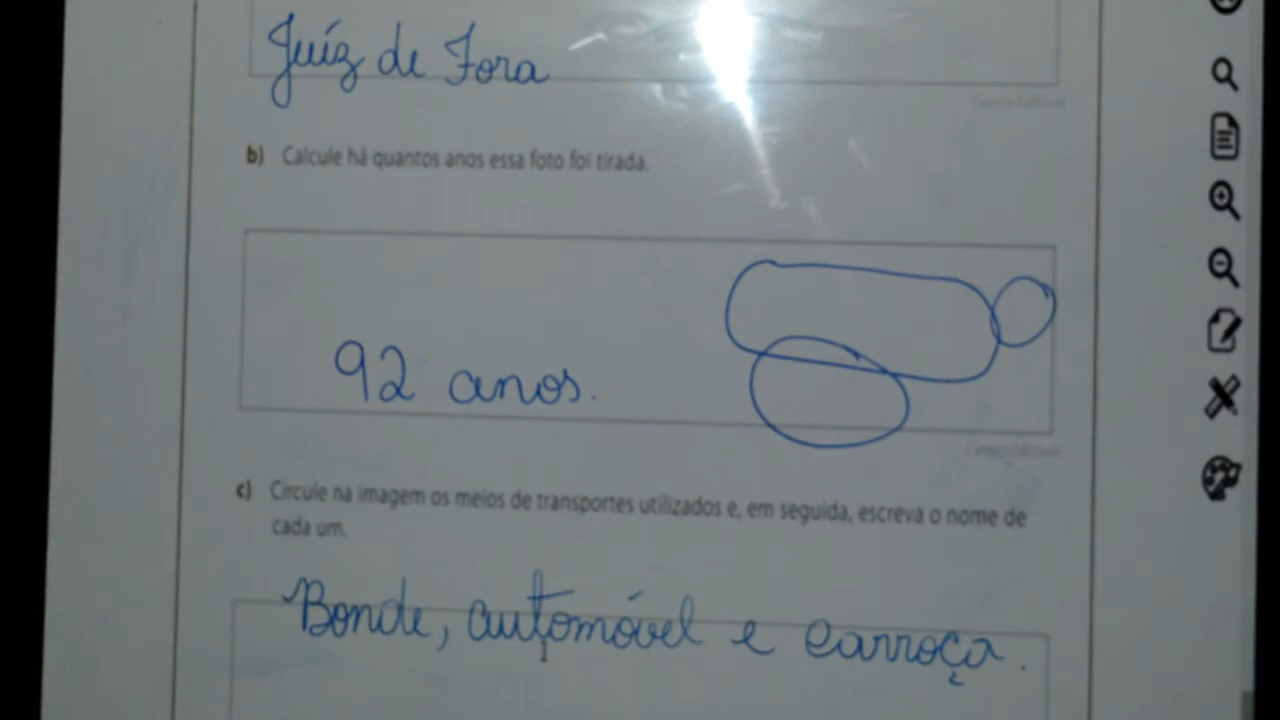 Juíz de Fora
b) Calcule há quantos anos essa foto foi tirada.
92 anos.
c) Circule na imagem os meios de transportes utilizados e, em seguida, escreva o nome de
cada um.
Bonde, automóvel e carroça.